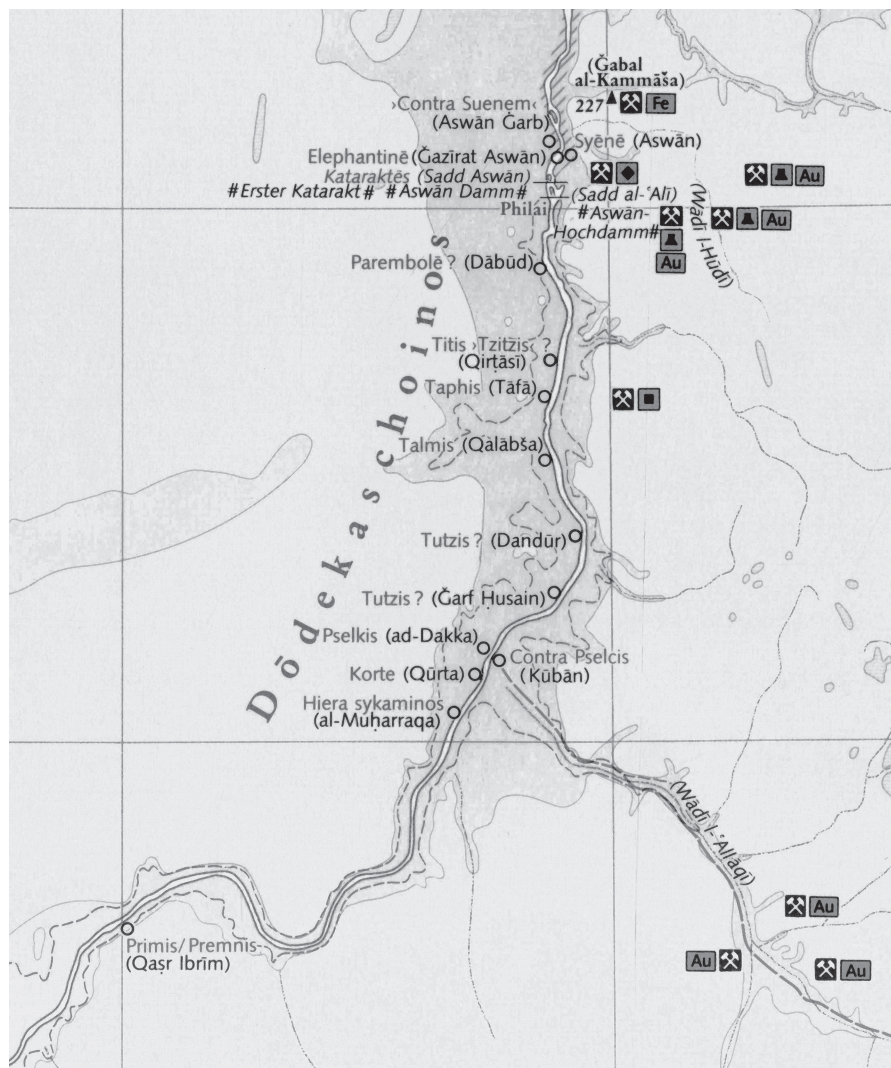 (Ǧabal
al-Kammāša)
227
Fe
›Contra Suenem‹
(Aswān Ġarb)
Syēnē (Aswān)
Elephantinē (Ǧazīrat Aswān)
Kataraktēs (Sadd Aswān)
#Erster Katarakt# #Aswān Damm#
Au
(Sadd al-ʿAlī)
Philai
#Aswān-
Hochdamm#
Au
Au
(Wādī l-Hūdī)
Parembolē ? (Dābūd)
Dōdekaschoinos
Titis ›Tzitzis‹ ?
(Qirṭāsī)
Taphis (Tāfā)
Talmis (Qalābša)
Tutzis ? (Dandūr)
Tutzis ? (Ǧarf Ḥusain)
Pselkis (ad-Dakka)
Contra Pselcis
(Kūbān)
Korte (Qūrta)
Hiera sykaminos
(al-Muḥarraqa)
(Wādī l-ʿAllāqī)
Au
Primis/Premnis
(Qaṣr Ibrīm)
Au
Au